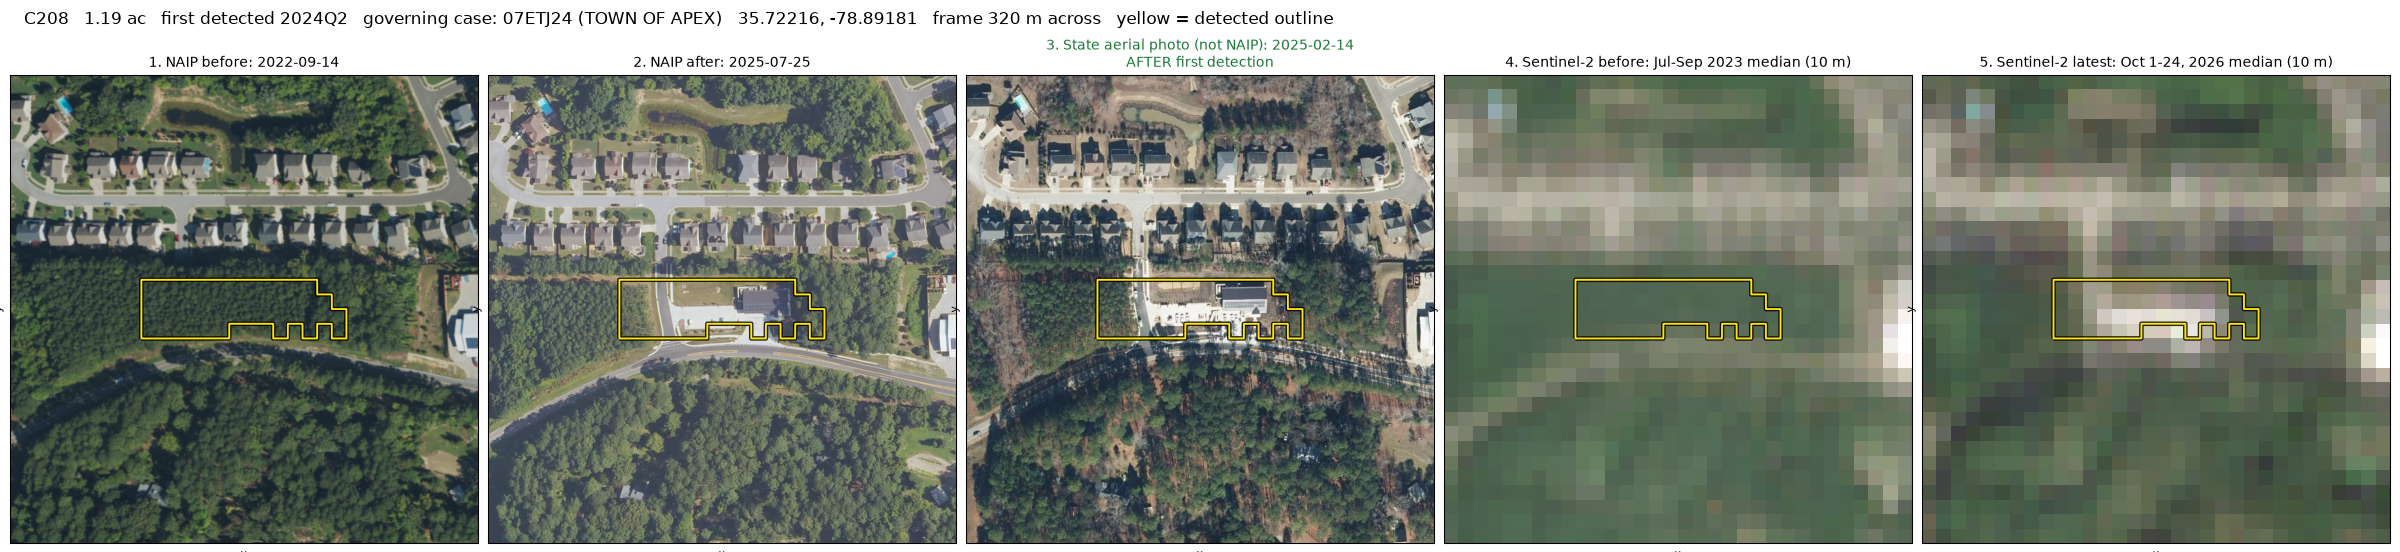 C208   1.19 ac   first detected 2024Q2   governing case: 07ETJ24 (TOWN OF APEX)   35.72216, -78.89181   frame 320 m across   yellow = detected outline
1. NAIP before: 2022-09-14
2. NAIP after: 2025-07-25
3. State aerial photo (not NAIP): 2025-02-14
AFTER first detection
4. Sentinel-2 before: Jul-Sep 2023 median (10 m)
5. Sentinel-2 latest: Oct 1-24, 2026 median (10 m)